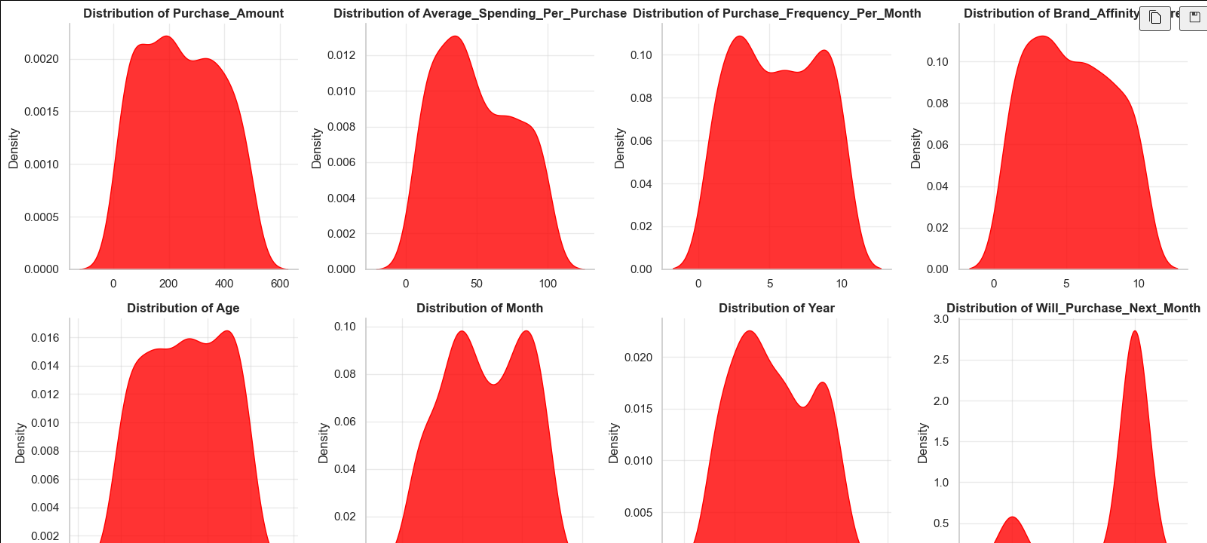 Distribution of Purchase_Amount
Distribution of Average_Spending_Per_Purchase
Distribution of Purchase_Frequency_Per_Month
Distribution of Brand_Affinity
Density
0.0020
0.0015
0.0010
0.0005
0.0000
0 200 400 600
Density
0.012
0.010
0.008
0.006
0.004
0.002
0.000
0 50 100
Density
0.10
0.08
0.06
0.04
0.02
0.00
0 5 10
Density
0.10
0.08
0.06
0.04
0.02
0.00
0 5 10
Distribution of Age
Distribution of Month
Distribution of Year
Distribution of Will_Purchase_Next_Month
Density
0.016
0.014
0.012
0.010
0.008
0.006
0.004
0.002
Density
0.10
0.08
0.06
0.04
0.02
Density
0.020
0.015
0.010
0.005
Density
3.0
2.5
2.0
1.5
1.0
0.5